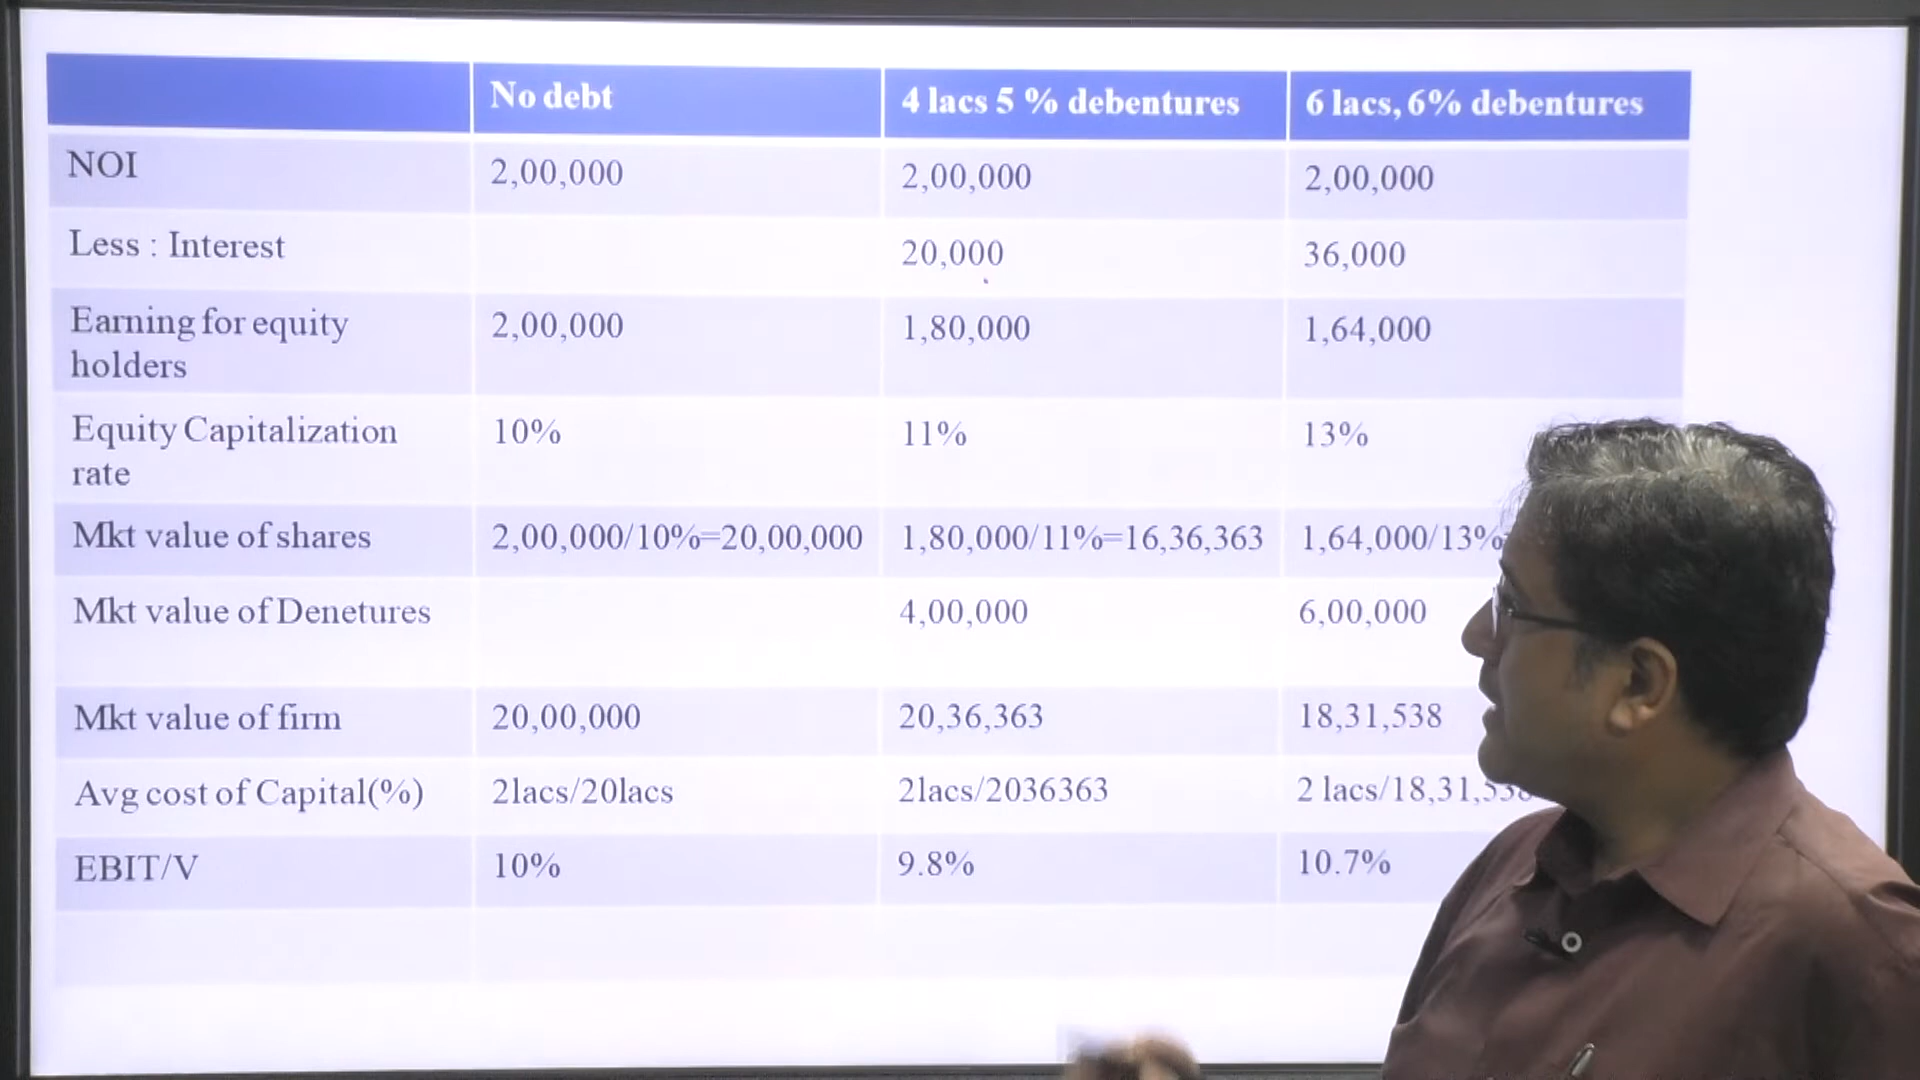 No debt
4 lacs 5 % debentures
6 lacs, 6% debentures
NOI
2,00,000
2,00,000
2,00,000
Less : Interest
20,000
36,000
Earning for equity
holders
2,00,000
1,80,000
1,64,000
Equity Capitalization
rate
10%
11%
13%
Mkt value of shares
2,00,000/10%=20,00,000
1,80,000/11%=16,36,363
1,64,000/13%
Mkt value of Denetures
4,00,000
6,00,000
Mkt value of firm
20,00,000
20,36,363
18,31,538
Avg cost of Capital(%)
2lacs/20lacs
2lacs/2036363
2 lacs/18,31,538
EBIT/V
10%
9.8%
10.7%